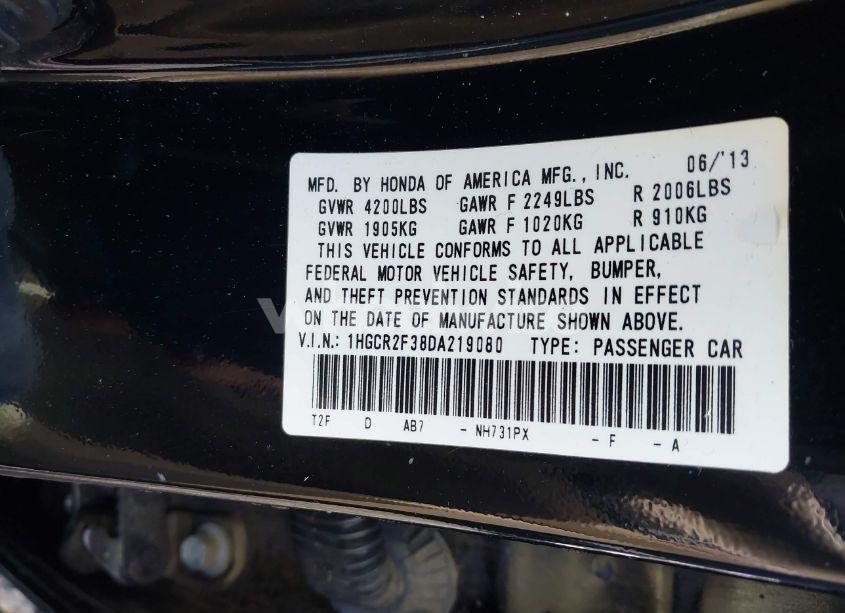 MFD. BY HONDA OF AMERICA MFG., INC. 06/'13
GVWR 4200LBS GAWR F 2249LBS R 2006LBS
GVWR 1905KG GAWR F 1020KG R 910KG
THIS VEHICLE CONFORMS TO ALL APPLICABLE
FEDERAL MOTOR VEHICLE SAFETY, BUMPER,
AND THEFT PREVENTION STANDARDS IN EFFECT
ON THE DATE OF MANUFACTURE SHOWN ABOVE.
V.I.N.: 1HGCR2F38DA219080 TYPE: PASSENGER CAR
T2F D AB7 - NH731PX - F - A